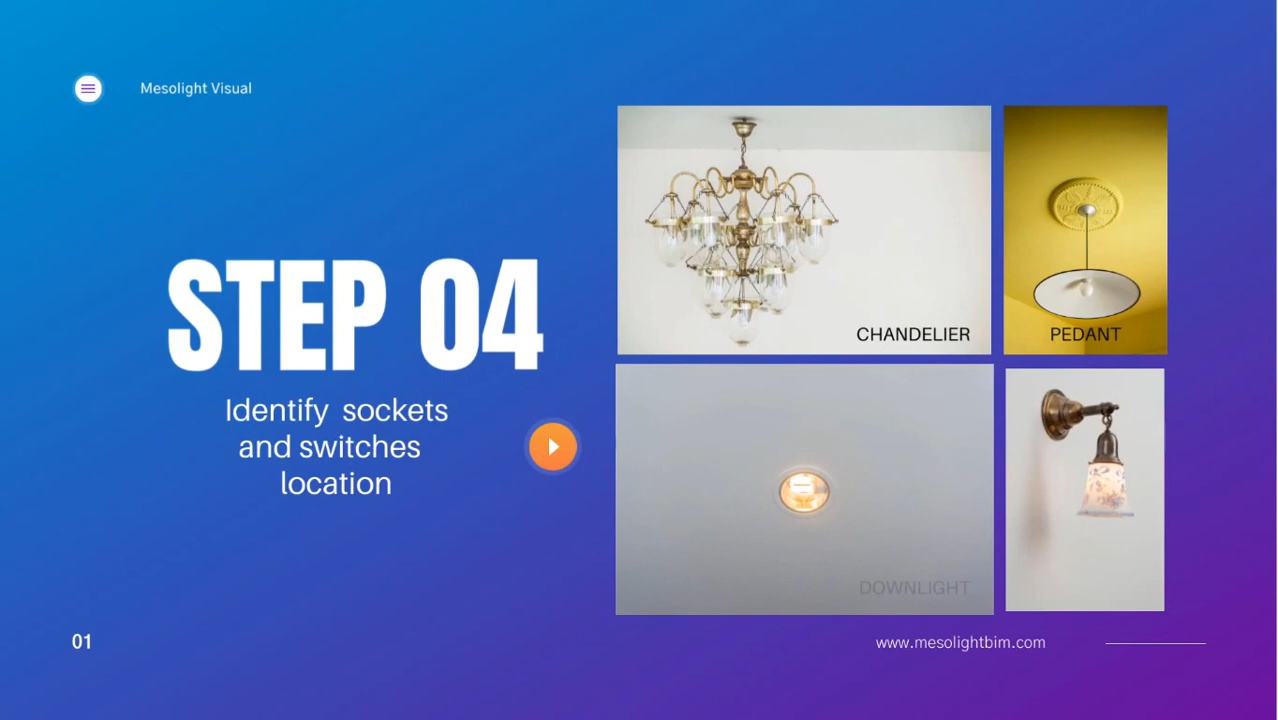 Mesolight Visual
STEP 04
Identify sockets
and switches
location
CHANDELIER
PEDANT
DOWNLIGHT
01
www.mesolightbim.com